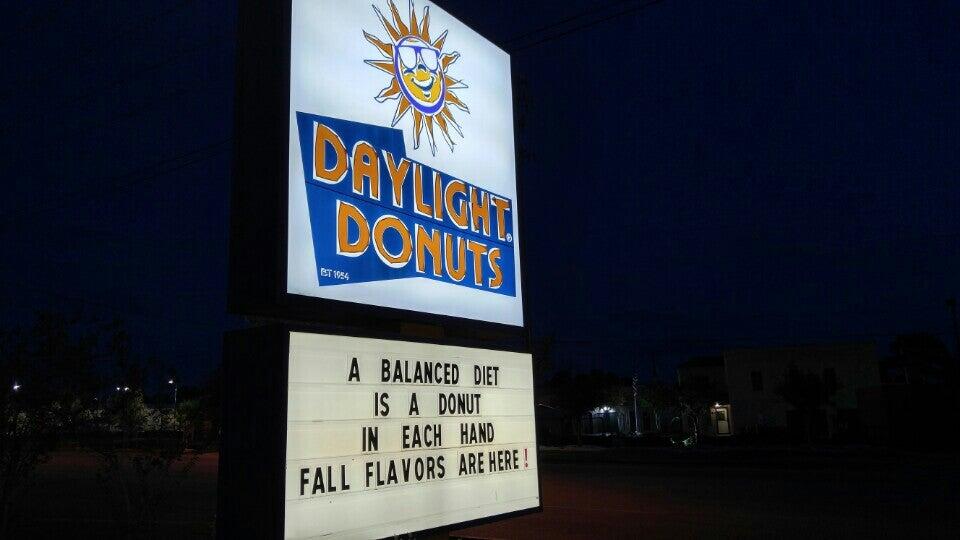 DAYLIGHT®
DONUTS
EST 1954
A BALANCED DIET
IS A DONUT
IN EACH HAND
FALL FLAVORS ARE HERE!